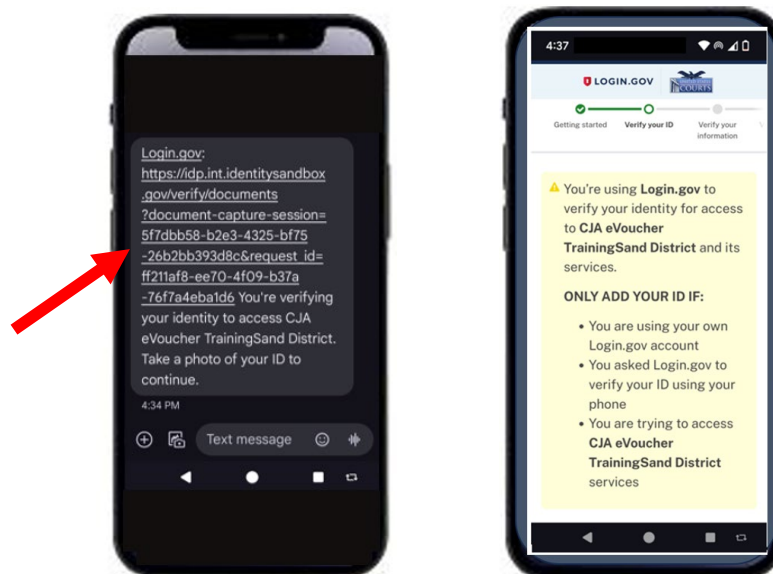 Login.gov:
https://idp.int.identitysandbox
.gov/verify/documents
?document-capture-session=
5f7dbb58-b2e3-4325-bf75
-26b2bb393d8c&request_id=
ff211af8-ee70-4f09-b37a
-76f7a4eba1d6 You're verifying
your identity to access CJA
eVoucher TrainingSand District.
Take a photo of your ID to
continue.
4:34 PM
Text message
4:37
LOGIN.GOV
COURTS
Getting started Verify your ID Verify your
information
You're using Login.gov to
verify your identity for access
to CJA eVoucher
TrainingSand District and its
services.
ONLY ADD YOUR ID IF:
• You are using your own
Login.gov account
• You asked Login.gov to
verify your ID using your
phone
• You are trying to access
CJA eVoucher
TrainingSand District
services